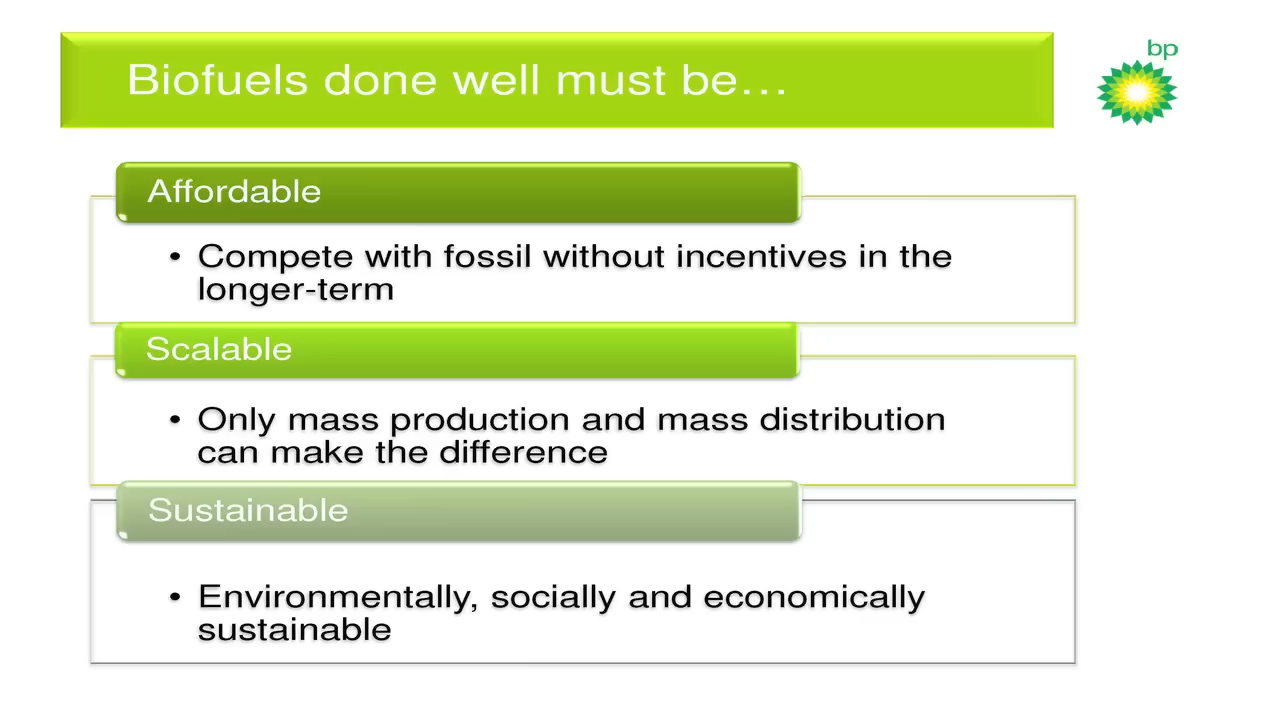 Biofuels done well must be…
bp
Affordable
• Compete with fossil without incentives in the
longer-term
Scalable
• Only mass production and mass distribution
can make the difference
Sustainable
• Environmentally, socially and economically
sustainable